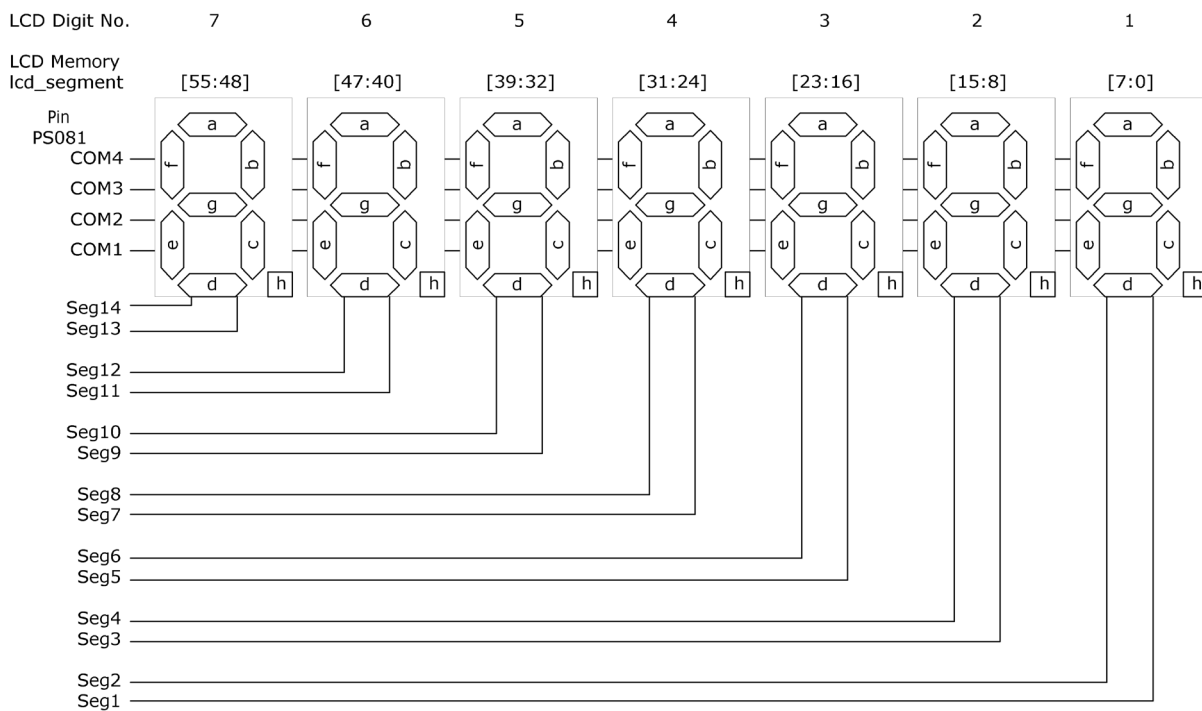 LCD Digit No. 7 6 5 4 3 2 1
LCD Memory
lcd_segment [55:48] [47:40] [39:32] [31:24] [23:16] [15:8] [7:0]
Pin
PS081
a a a a a a a
COM4 f b f b f b f b f b f b f b
COM3
g g g g g g g
COM2
COM1 e c e c e c e c e c e c e c
d h d h d h d h d h d h d h
Seg14
Seg13
Seg12
Seg11
Seg10
Seg9
Seg8
Seg7
Seg6
Seg5
Seg4
Seg3
Seg2
Seg1